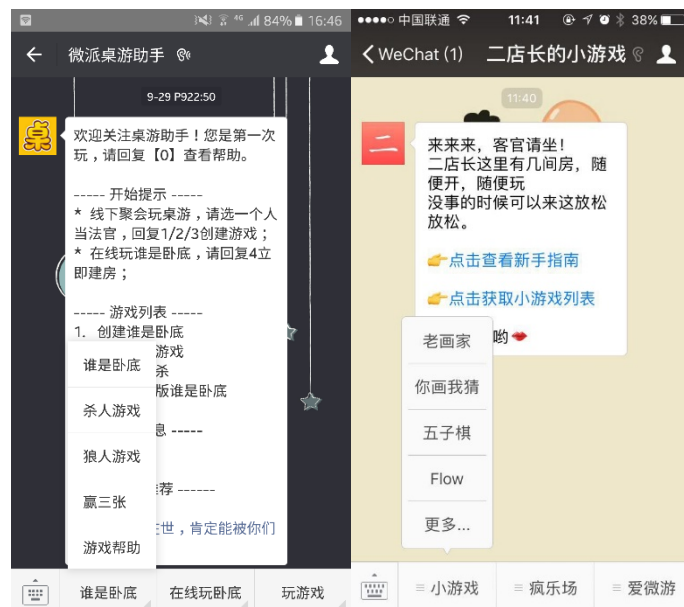 84% 16:46
微派桌游助手
9-29 P922:50
桌
欢迎关注桌游助手！您是第一次
玩，请回复【0】查看帮助。
----- 开始提示 -----
* 线下聚会玩桌游，请选一个人
当法官，回复1/2/3创建游戏；
* 在线玩谁是卧底，请回复4立
即建房；
----- 游戏列表 -----
1. 创建谁是卧底
游戏
杀
版谁是卧底
息 -----
荐 ------
世，肯定能被你们
谁是卧底
杀人游戏
狼人游戏
赢三张
游戏帮助
谁是卧底 在线玩卧底 玩游戏
中国联通 11:41 38%
WeChat (1) 二店长的小游戏
11:40
二
来来来，客官请坐！
二店长这里有几间房，随
便开，随便玩
没事的时候可以来这放松
放松。
点击查看新手指南
点击获取小游戏列表
哟
老画家
你画我猜
五子棋
Flow
更多...
小游戏 疯乐场 爱微游